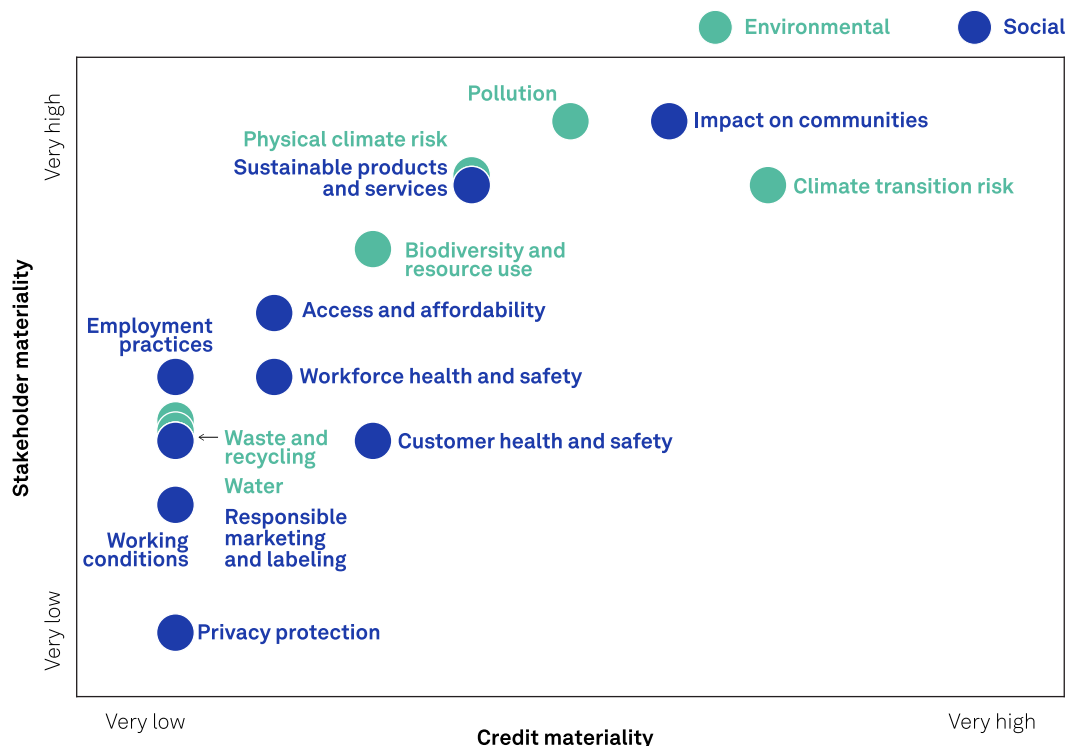 Environmental
Social
Very high
Pollution
Impact on communities
Physical climate risk
Sustainable products
and services
Climate transition risk
Biodiversity and
resource use
Access and affordability
Employment
practices
Workforce health and safety
Stakeholder materiality
Waste and
recycling
Customer health and safety
Water
Responsible
marketing
and labeling
Working
conditions
Very low
Privacy protection
Very low
Very high
Credit materiality